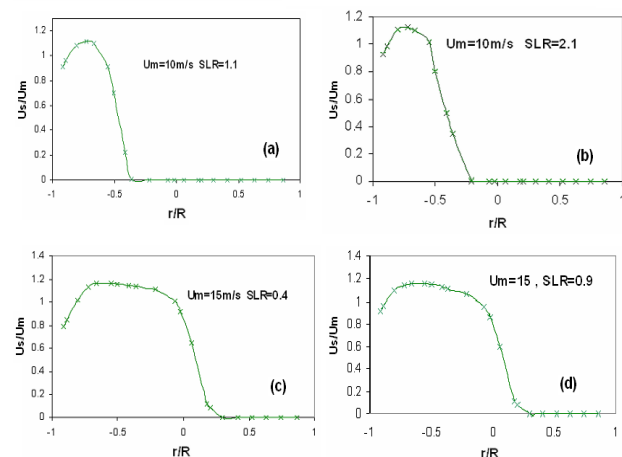 Us/Um
1.2
1
0.8
0.6
0.4
0.2
0
-1 -0.5 0 0.5 1
r/R
Um=10m/s SLR=1.1
(a)
1.2
1
0.8
0.6
0.4
0.2
0
-1 -0.5 0 0.5 1
r/R
Um=10m/s SLR=2.1
(b)
Us/Um
1.4
1.2
1
0.8
0.6
0.4
0.2
0
-1 -0.5 0 0.5 1
r/R
Um=15m/s SLR=0.4
(c)
Us/Um
1.4
1.2
1
0.8
0.6
0.4
0.2
0
-1 -0.5 0 0.5 1
r/R
Um=15 , SLR=0.9
(d)